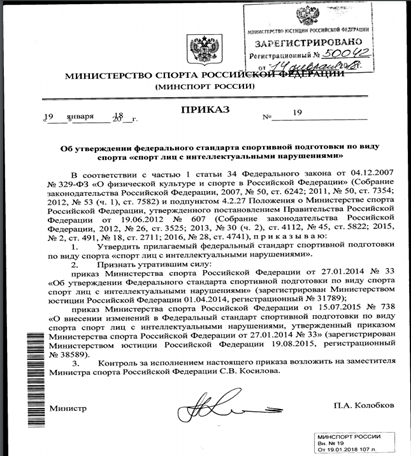 МИНИСТЕРСТВО ЮСТИЦИИ РОССИЙСКОЙ ФЕДЕРАЦИИ
ЗАРЕГИСТРИРОВАНО
Регистрационный № 50042
от
МИНИСТЕРСТВО СПОРТА РОССИЙСКОЙ ФЕДЕРАЦИИ
(МИНСПОРТ РОССИИ)
ПРИКАЗ
19 января 2018 г. № 19
Об утверждении федерального стандарта спортивной подготовки по виду
спорта «спорт лиц с интеллектуальными нарушениями»
В соответствии с частью 1 статьи 34 Федерального закона от 04.12.2007
№ 329-ФЗ «О физической культуре и спорте в Российской Федерации» (Собрание
законодательства Российской Федерации, 2007, № 50, ст. 6242; 2011, № 50, ст. 7354;
2012, № 53 (ч. 1), ст. 7582) и подпунктом 4.2.27 Положения о Министерстве спорта
Российской Федерации, утвержденного постановлением Правительства Российской
Федерации от 19.06.2012 № 607 (Собрание законодательства Российской
Федерации, 2012, № 26, ст. 3525; 2013, № 30 (ч. 2), ст. 4112, № 45, ст. 5822; 2015,
№ 2, ст. 491, № 18, ст. 2711; 2016, № 28, ст. 4741), п р и к а з ы в а ю:
1. Утвердить прилагаемый федеральный стандарт спортивной подготовки
по виду спорта «спорт лиц с интеллектуальными нарушениями».
2. Признать утратившим силу:
приказ Министерства спорта Российской Федерации от 27.01.2014 № 33
«Об утверждении Федерального стандарта спортивной подготовки по виду спорта
спорт лиц с интеллектуальными нарушениями» (зарегистрирован Министерством
юстиции Российской Федерации 01.04.2014, регистрационный № 31789);
приказ Министерства спорта Российской Федерации от 15.07.2015 № 738
«О внесении изменений в Федеральный стандарт спортивной подготовки по виду
спорта спорт лиц с интеллектуальными нарушениями, утвержденный приказом
Министерства спорта Российской Федерации от 27.01.2014 № 33» (зарегистрирован
Министерством юстиции Российской Федерации 19.08.2015, регистрационный
№ 38589).
3. Контроль за исполнением настоящего приказа возложить на заместителя
Министра спорта Российской Федерации С.В. Косилова.
Министр П.А. Колобков
МИНСПОРТ РОССИИ
Вн. № 19
От 19.01.2018 107 л.